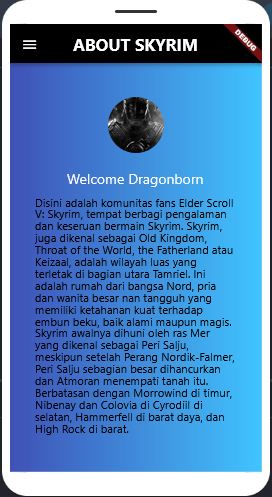 ABOUT SKYRIM
DEBUG
Welcome Dragonborn
Disini adalah komunitas fans Elder Scroll
V: Skyrim, tempat berbagi pengalaman
dan keseruan bermain Skyrim. Skyrim,
juga dikenal sebagai Old Kingdom,
Throat of the World, the Fatherland atau
Keizaal, adalah wilayah luas yang
terletak di bagian utara Tamriel. Ini
adalah rumah dari bangsa Nord, pria
dan wanita besar nan tangguh yang
memiliki ketahanan kuat terhadap
embun beku, baik alami maupun magis.
Skyrim awalnya dihuni oleh ras Mer
yang dikenal sebagai Peri Salju,
meskipun setelah Perang Nordik-Falmer,
Peri Salju sebagian besar dihancurkan
dan Atmoran menempati tanah itu.
Berbatasan dengan Morrowind di timur,
Nibenay dan Colovia di Cyrodiil di
selatan, Hammerfell di barat daya, dan
High Rock di barat.